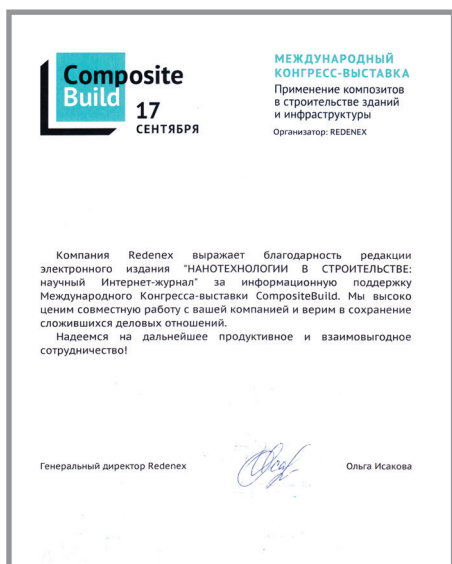 Composite
Build
17
СЕНТЯБРЯ
МЕЖДУНАРОДНЫЙ
КОНГРЕСС-ВЫСТАВКА
Применение композитов
в строительстве зданий
и инфраструктуры
Организатор: REDENEX
Компания Redenex выражает благодарность редакции
электронного издания "НАНОТЕХНОЛОГИИ В СТРОИТЕЛЬСТВЕ:
научный Интернет-журнал" за информационную поддержку
Международного Конгресса-выставки CompositeBuild. Мы высоко
ценим совместную работу с вашей компанией и верим в сохранение
сложившихся деловых отношений.
Надеемся на дальнейшее продуктивное и взаимовыгодное
сотрудничество!
Генеральный директор Redenex
Ольга Исакова